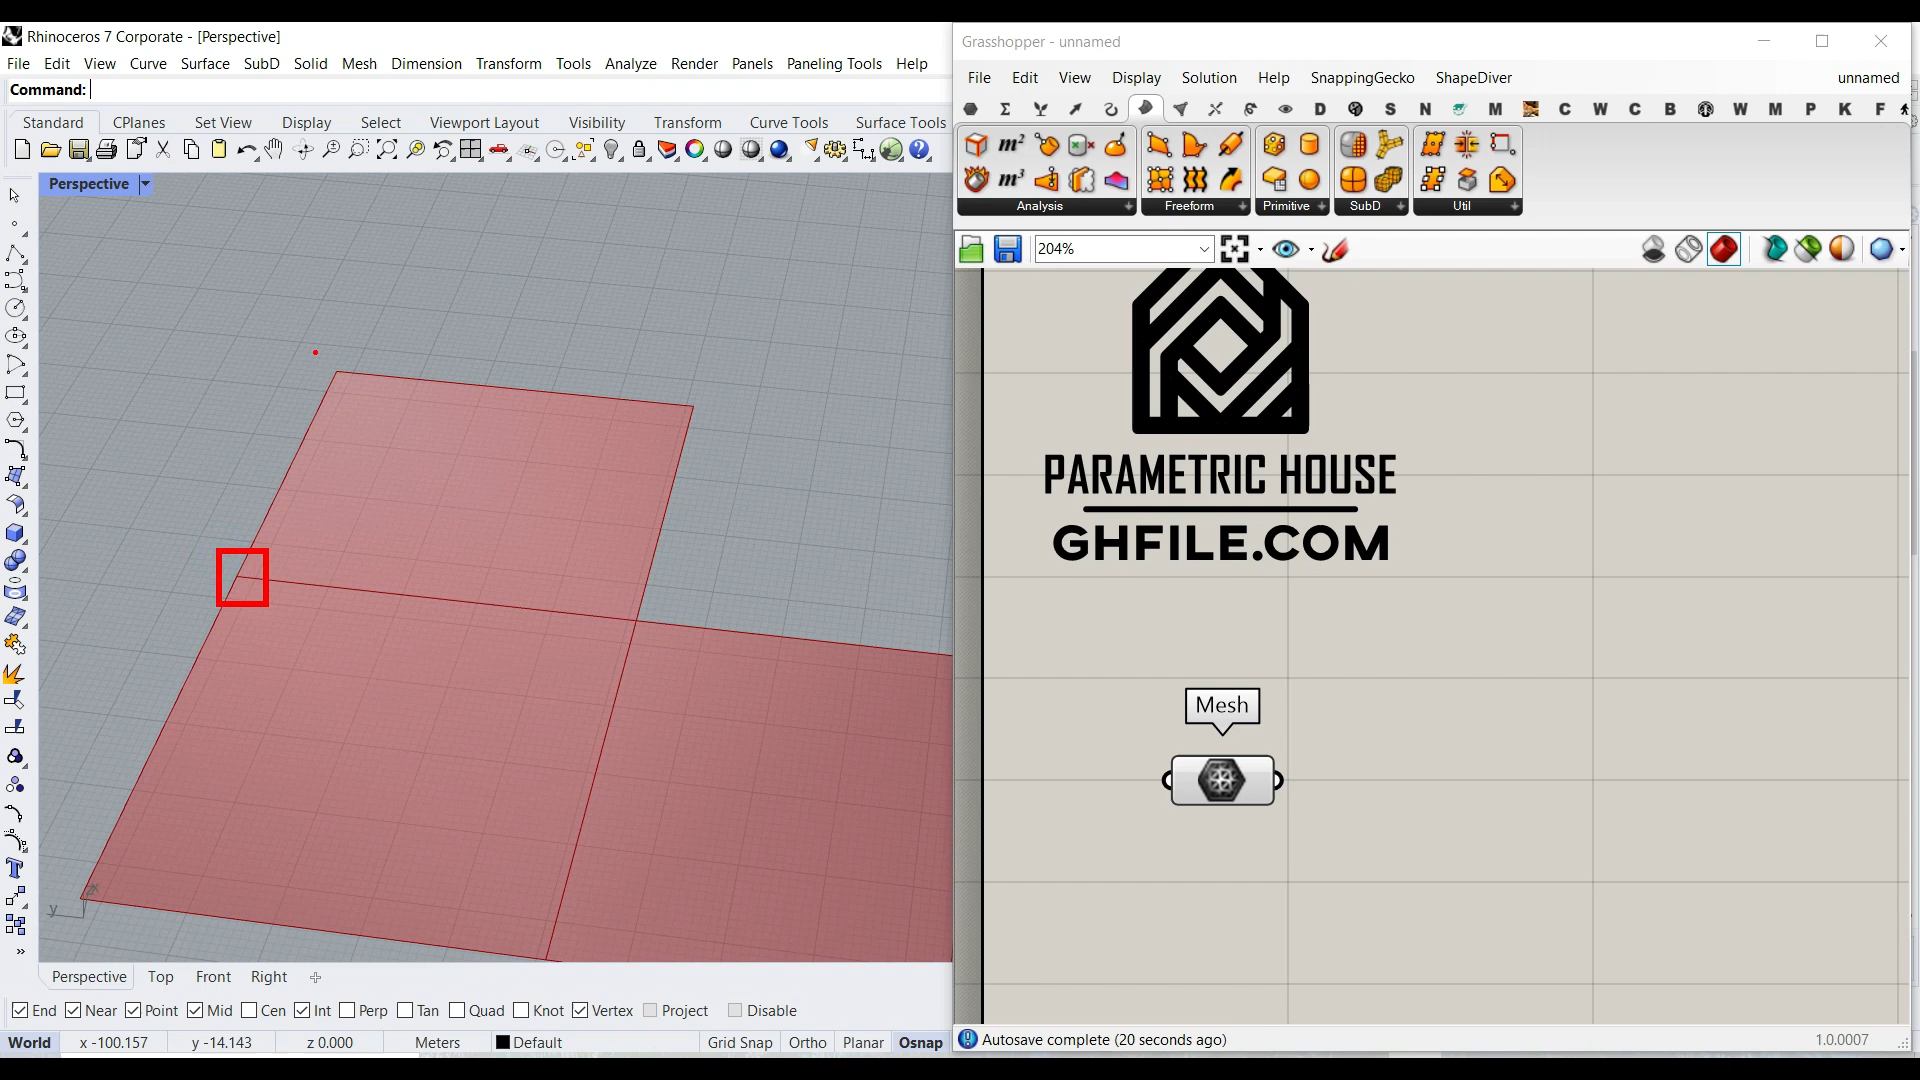 Rhinoceros 7 Corporate - [Perspective]
File Edit View Curve Surface SubD Solid Mesh Dimension Transform Tools Analyze Render Panels Paneling Tools Help
Command:
Standard CPlanes Set View Display Select Viewport Layout Visibility Transform Curve Tools Surface Tools
Perspective
z x
y
Perspective Top Front Right
End Near Point Mid Cen Int Perp Tan Quad Knot Vertex Project Disable
World x -100.157 y -14.143 z 0.000 Meters Default Grid Snap Ortho Planar Osnap
Grasshopper - unnamed
File Edit View Display Solution Help SnappingGecko ShapeDiver unnamed
D S N M C W C B W M P K F
m² 
m³
Analysis Freeform Primitive SubD Util
204%
PARAMETRIC HOUSE
GHFILE.COM
Mesh
Autosave complete (20 seconds ago) 1.0.0007